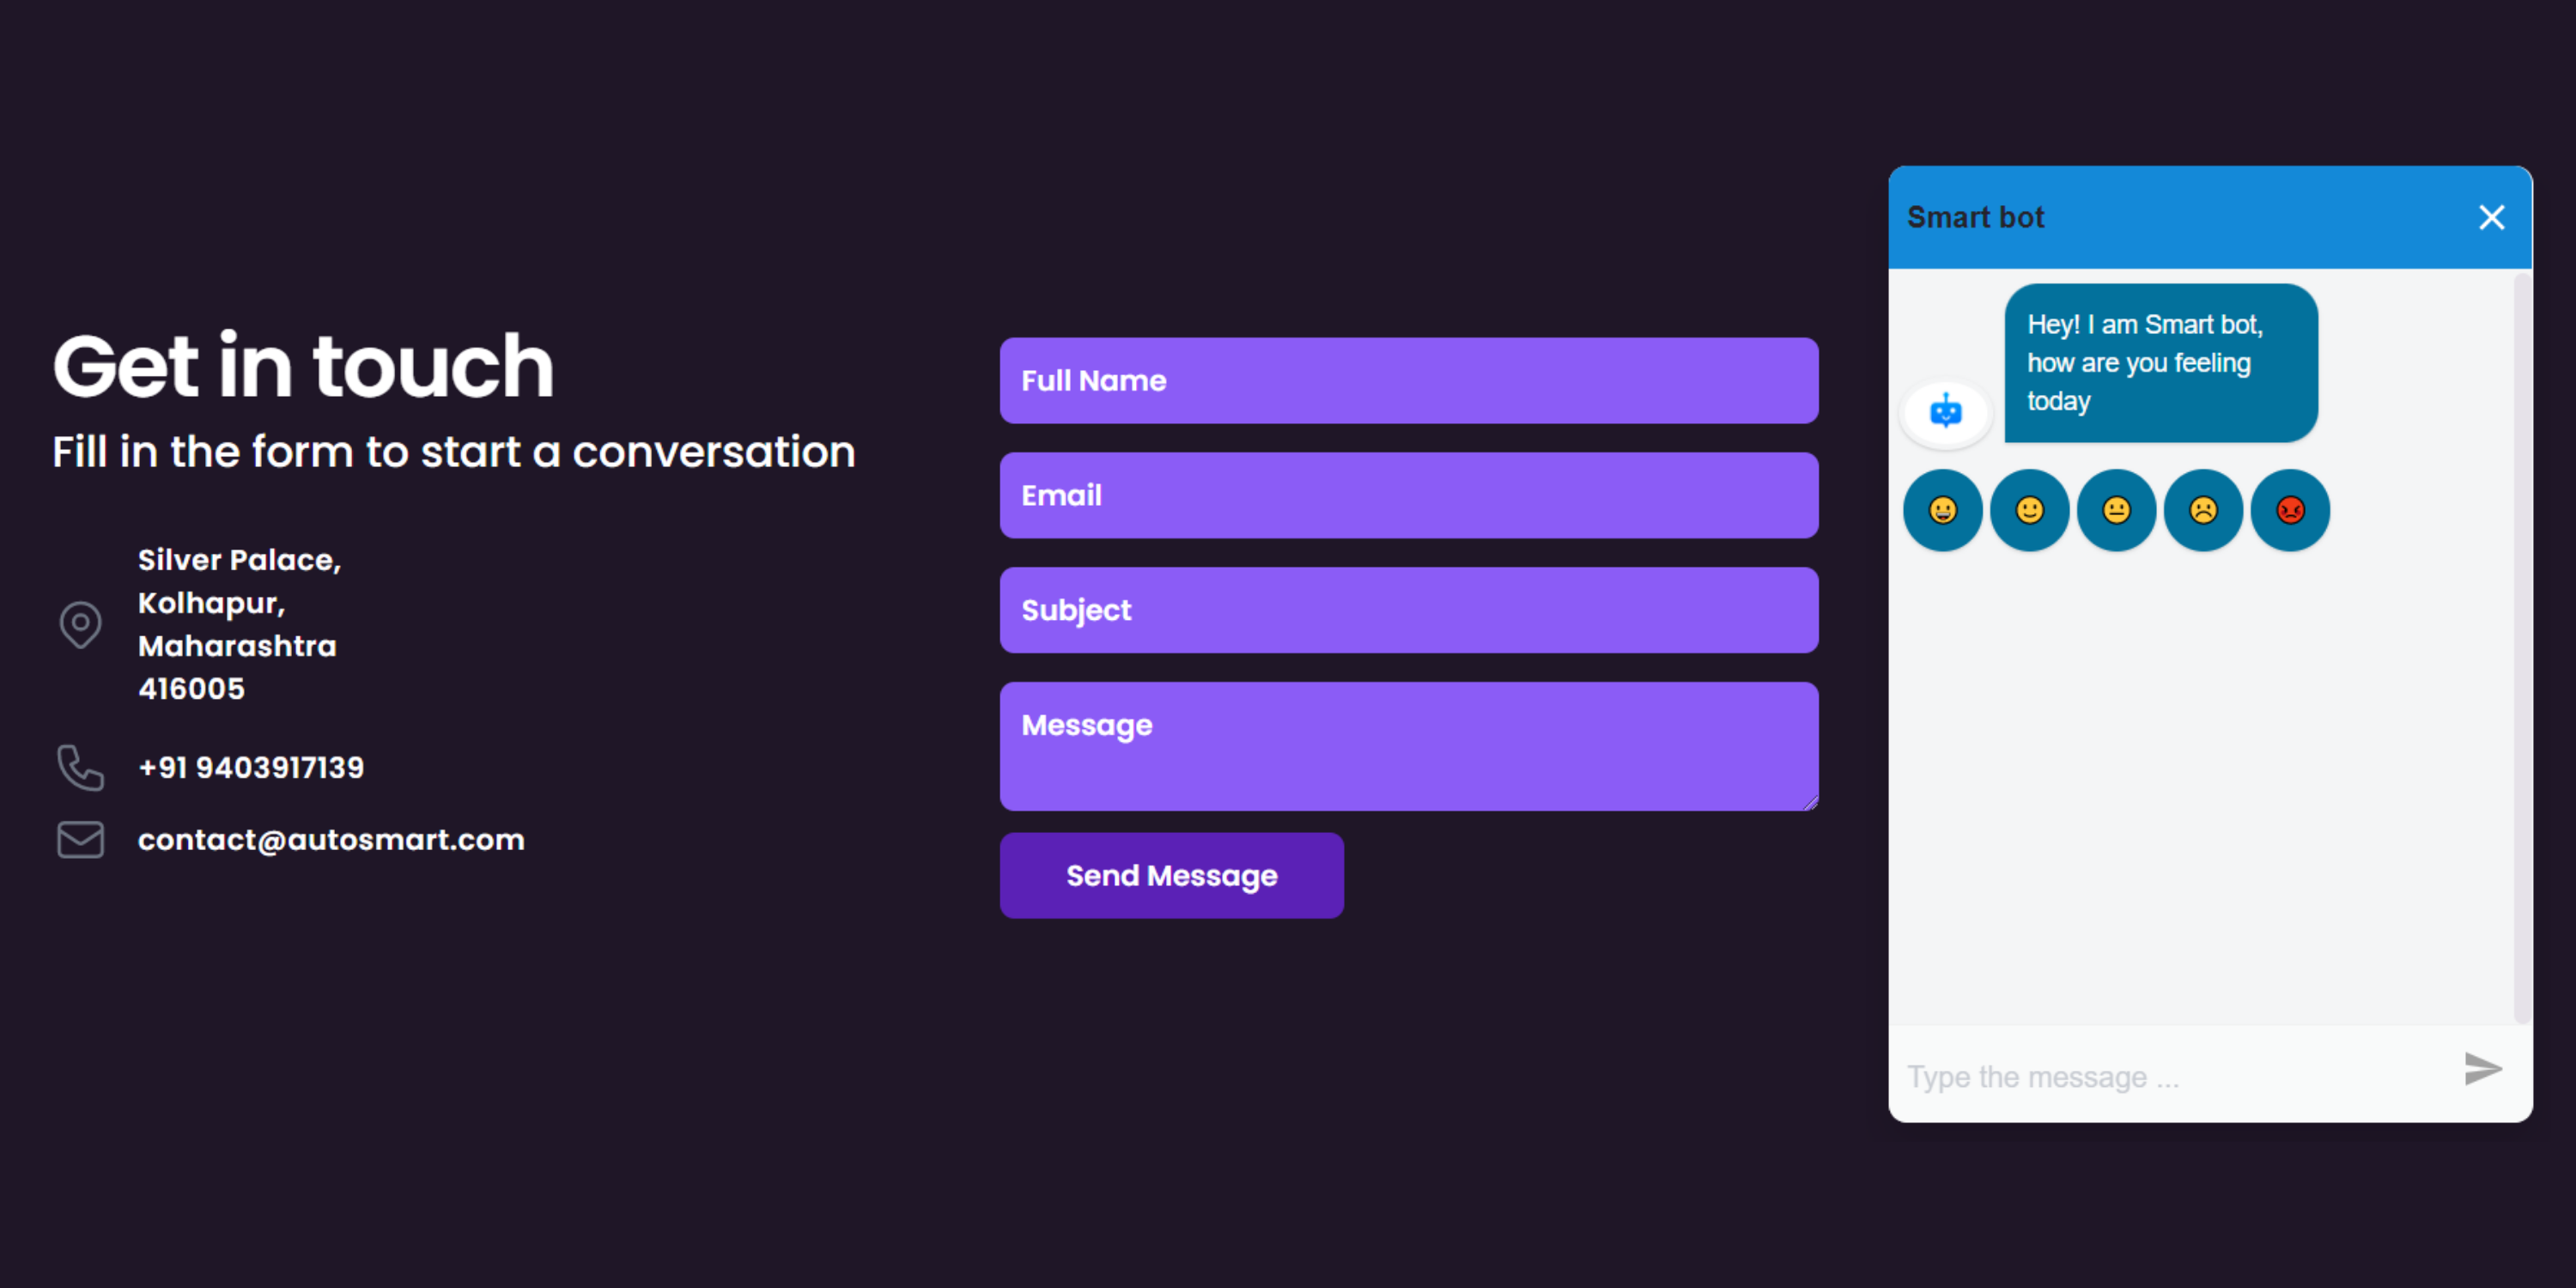 Get in touch
Fill in the form to start a conversation
Silver Palace,
Kolhapur,
Maharashtra
416005
+91 9403917139
contact@autosmart.com
Full Name
Email
Subject
Message
Send Message
Smart bot
Hey! I am Smart bot,
how are you feeling
today
Type the message ...